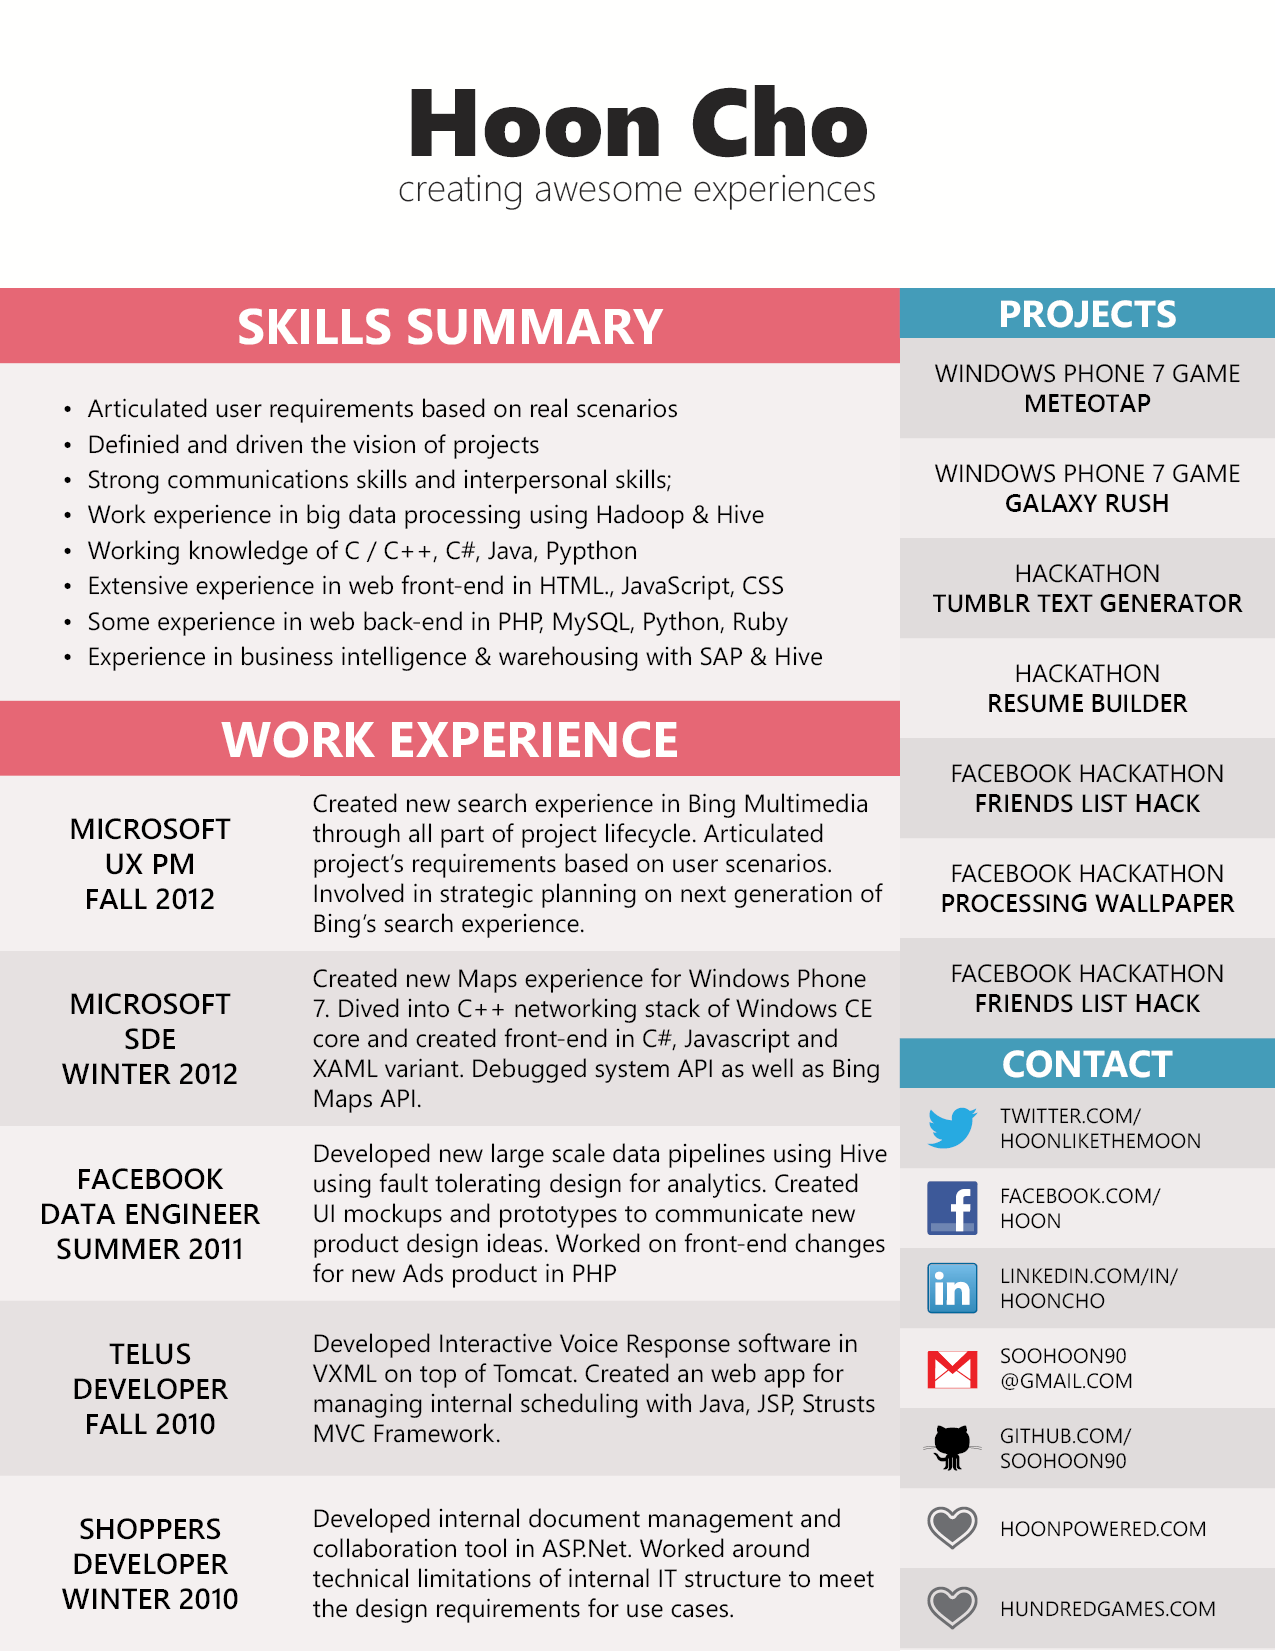 Hoon Cho
creating awesome experiences
SKILLS SUMMARY
• Articulated user requirements based on real scenarios
• Definied and driven the vision of projects
• Strong communications skills and interpersonal skills;
• Work experience in big data processing using Hadoop & Hive
• Working knowledge of C / C++, C#, Java, Pypthon
• Extensive experience in web front-end in HTML., JavaScript, CSS
• Some experience in web back-end in PHP, MySQL, Python, Ruby
• Experience in business intelligence & warehousing with SAP & Hive
WORK EXPERIENCE
MICROSOFT
UX PM
FALL 2012
Created new search experience in Bing Multimedia
through all part of project lifecycle. Articulated
project's requirements based on user scenarios.
Involved in strategic planning on next generation of
Bing's search experience.
MICROSOFT
SDE
WINTER 2012
Created new Maps experience for Windows Phone
7. Dived into C++ networking stack of Windows CE
core and created front-end in C#, Javascript and
XAML variant. Debugged system API as well as Bing
Maps API.
FACEBOOK
DATA ENGINEER
SUMMER 2011
Developed new large scale data pipelines using Hive
using fault tolerating design for analytics. Created
UI mockups and prototypes to communicate new
product design ideas. Worked on front-end changes
for new Ads product in PHP
TELUS
DEVELOPER
FALL 2010
Developed Interactive Voice Response software in
VXML on top of Tomcat. Created an web app for
managing internal scheduling with Java, JSP, Strusts
MVC Framework.
SHOPPERS
DEVELOPER
WINTER 2010
Developed internal document management and
collaboration tool in ASP.Net. Worked around
technical limitations of internal IT structure to meet
the design requirements for use cases.
PROJECTS
WINDOWS PHONE 7 GAME
METEOTAP
WINDOWS PHONE 7 GAME
GALAXY RUSH
HACKATHON
TUMBLR TEXT GENERATOR
HACKATHON
RESUME BUILDER
FACEBOOK HACKATHON
FRIENDS LIST HACK
FACEBOOK HACKATHON
PROCESSING WALLPAPER
FACEBOOK HACKATHON
FRIENDS LIST HACK
CONTACT
TWITTER.COM/
HOONLIKETHEMOON
f
FACEBOOK.COM/
HOON
in
LINKEDIN.COM/IN/
HOONCHO
SOOHOON90
@GMAIL.COM
GITHUB.COM/
SOOHOON90
HOONPOWERED.COM
HUNDREDGAMES.COM